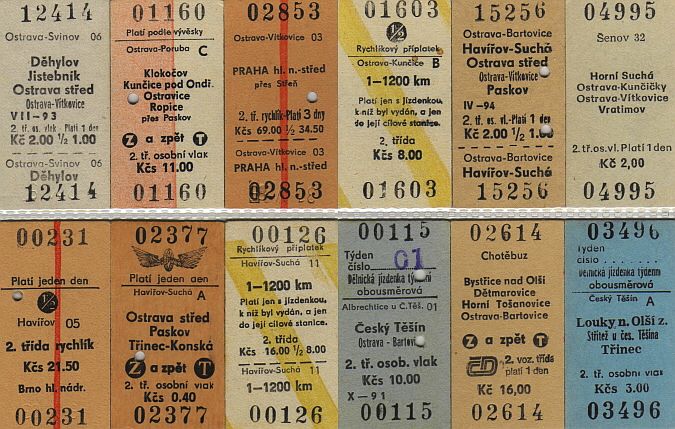 12414
Ostrava-Svinov 06
Děhylov
Jistebník
Ostrava střed
Ostrava-Vítkovice
VII-93
2. tř. os. vl. Platí 1 den
Kč 2.00 ½ 1.00
Ostrava-Svinov 06
Děhylov
12414
01160
Platí podle vývěsky
Ostrava-Poruba C
Klokočov
Kunčice pod Ondř.
Ostravice
Ropice
přes Paskov
Z a zpět T
2. tř. osobní vlak
Kčs 11.00
01160
02853
Ostrava-Vítkovice 03
PRAHA hl. n.-střed
přes Střeň
2. tř. rychlík-Platí 3 dny
Kčs 69.00 ½ 34.50
Ostrava-Vítkovice 03
PRAHA hl. n.-střed
02853
01603
½
Rychlíkový příplatek
Ostrava-Kunčice B
1-1200 km
Platí jen s jízdenkou,
k níž byl vydán, a jen
do její cílové stanice.
2. třída
Kčs 8.00
01603
15256
Ostrava-Bartovice
Havířov-Suchá
Ostrava střed
Ostrava-Vítkovice
Paskov
IV-94
2. tř. os. vl.-Platí 1 den
Kč 2.00 ½ 1.00
Ostrava-Bartovice
Havířov-Suchá
15256
04995
Senov 32
Horní Suchá
Ostrava-Kunčičky
Ostrava-Vítkovice
Vratimov
2.tř.os.vl. Platí 1 den
Kč 2,00
04995
00231
Platí jeden den
½
Havířov 05
2. třída rychlík
Kčs 21.50
Brno hl. nádr.
00231
02377
Platí jeden den
Havířov-Suchá A
Ostrava střed
Paskov
Třinec-Konská
Z a zpět T
2. tř. osobní vlak
Kčs 0.40
02377
00126
Rychlíkový příplatek
Havířov-Suchá 11
1-1200 km
Platí jen s jízdenkou,
k níž byl vydán, a jen
do její cílové stanice.
2. třída
Kčs 16.00 ½ 8.00
Havířov-Suchá 11
1-1200 km
00126
00115
Týden
číslo 01
Dělnická jízdenka týdenní
obousměrová
Albrechtice u Č.Těš. 01
Český Těšín
Ostrava-Bartovice
2. tř. osob. vlak
Kčs 10.00
X-91
00115
02614
Chotěbuz
Bystřice nad Olší
Dětmarovice
Horní Tošanovice
Ostrava-Bartovice
Z a zpět T
ČD 2. voz. třída
platí 1 den
Kč 16,00
02614
03496
Týden
číslo .......
Dělnická jízdenka týdenní
obousměrová
Český Těšín A
Louky n. Olší z.
Střítež u čes. Těšína
Třinec
2. tř. osobní vlak
Kčs 3.00
03496